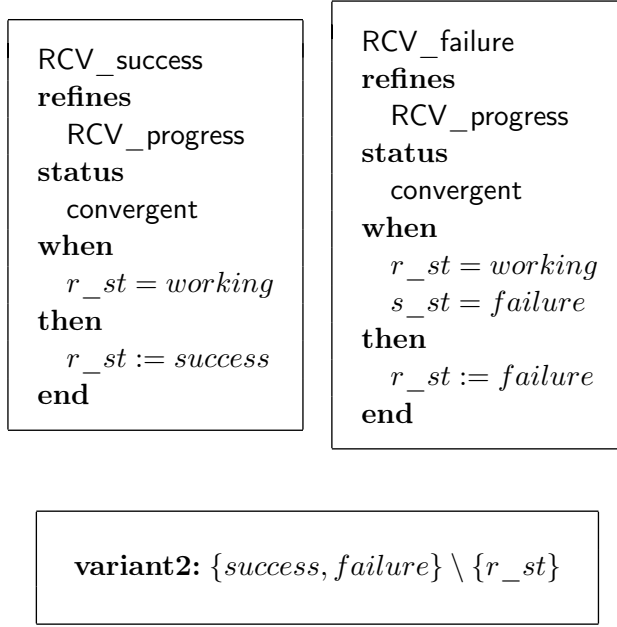 RCV_success
refines
RCV_progress
status
convergent
when
r_st = working
then
r_st := success
end
RCV_failure
refines
RCV_progress
status
convergent
when
r_st = working
s_st = failure
then
r_st := failure
end
variant2: {success, failure} \ {r_st}